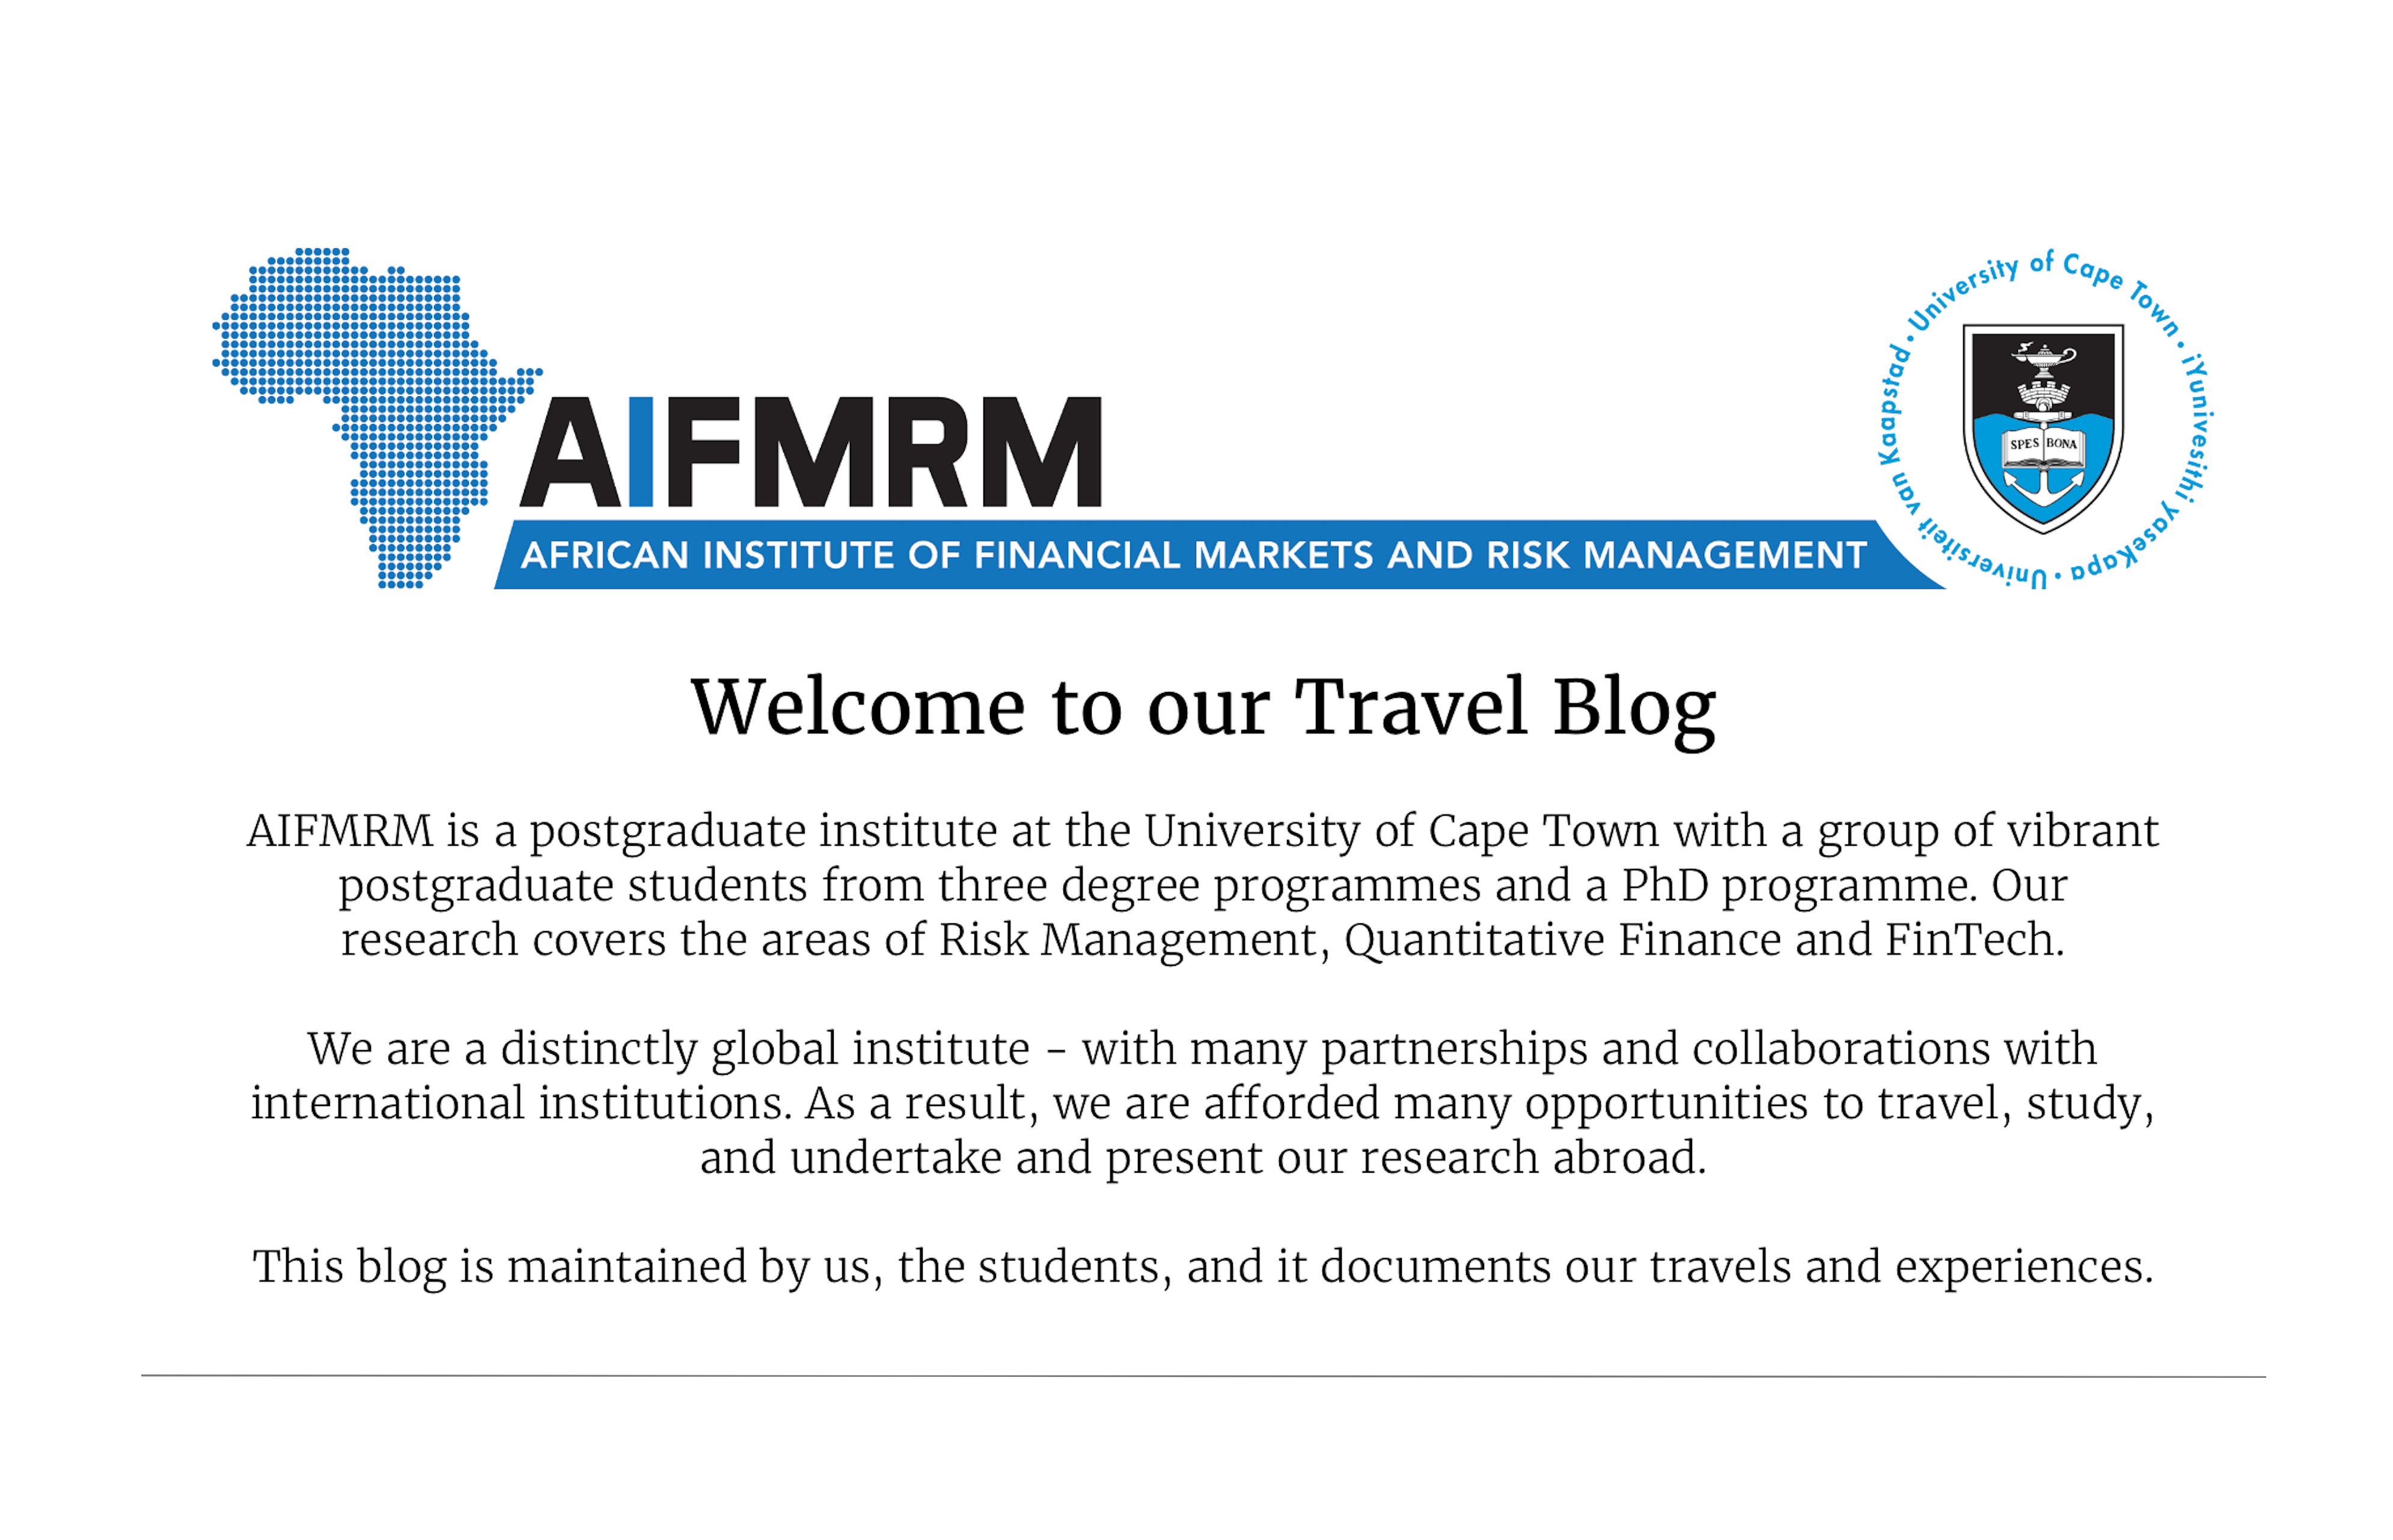 AIFMRM
AFRICAN INSTITUTE OF FINANCIAL MARKETS AND RISK MANAGEMENT
University of Cape Town • iYunivesithi yaseKapa • Universiteit van Kaapstad •
SPES BONA
Welcome to our Travel Blog
AIFMRM is a postgraduate institute at the University of Cape Town with a group of vibrant
postgraduate students from three degree programmes and a PhD programme. Our
research covers the areas of Risk Management, Quantitative Finance and FinTech.
We are a distinctly global institute – with many partnerships and collaborations with
international institutions. As a result, we are afforded many opportunities to travel, study,
and undertake and present our research abroad.
This blog is maintained by us, the students, and it documents our travels and experiences.